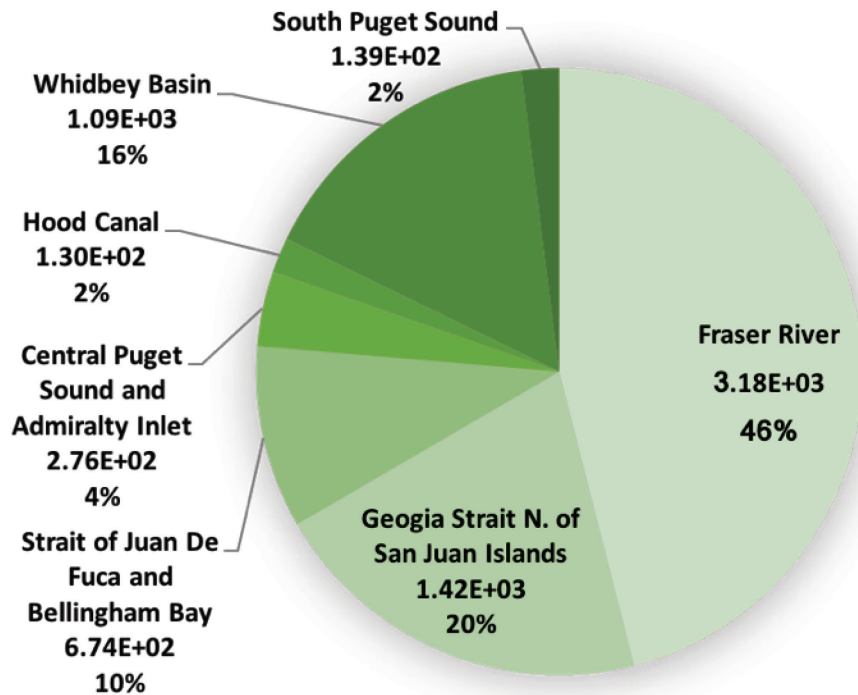 South Puget Sound
1.39E+02
2%
Whidbey Basin
1.09E+03
16%
Hood Canal
1.30E+02
2%
Central Puget
Sound and
Admiralty Inlet
2.76E+02
4%
Strait of Juan De
Fuca and
Bellingham Bay
6.74E+02
10%
Geogia Strait N. of
San Juan Islands
1.42E+03
20%
Fraser River
3.18E+03
46%